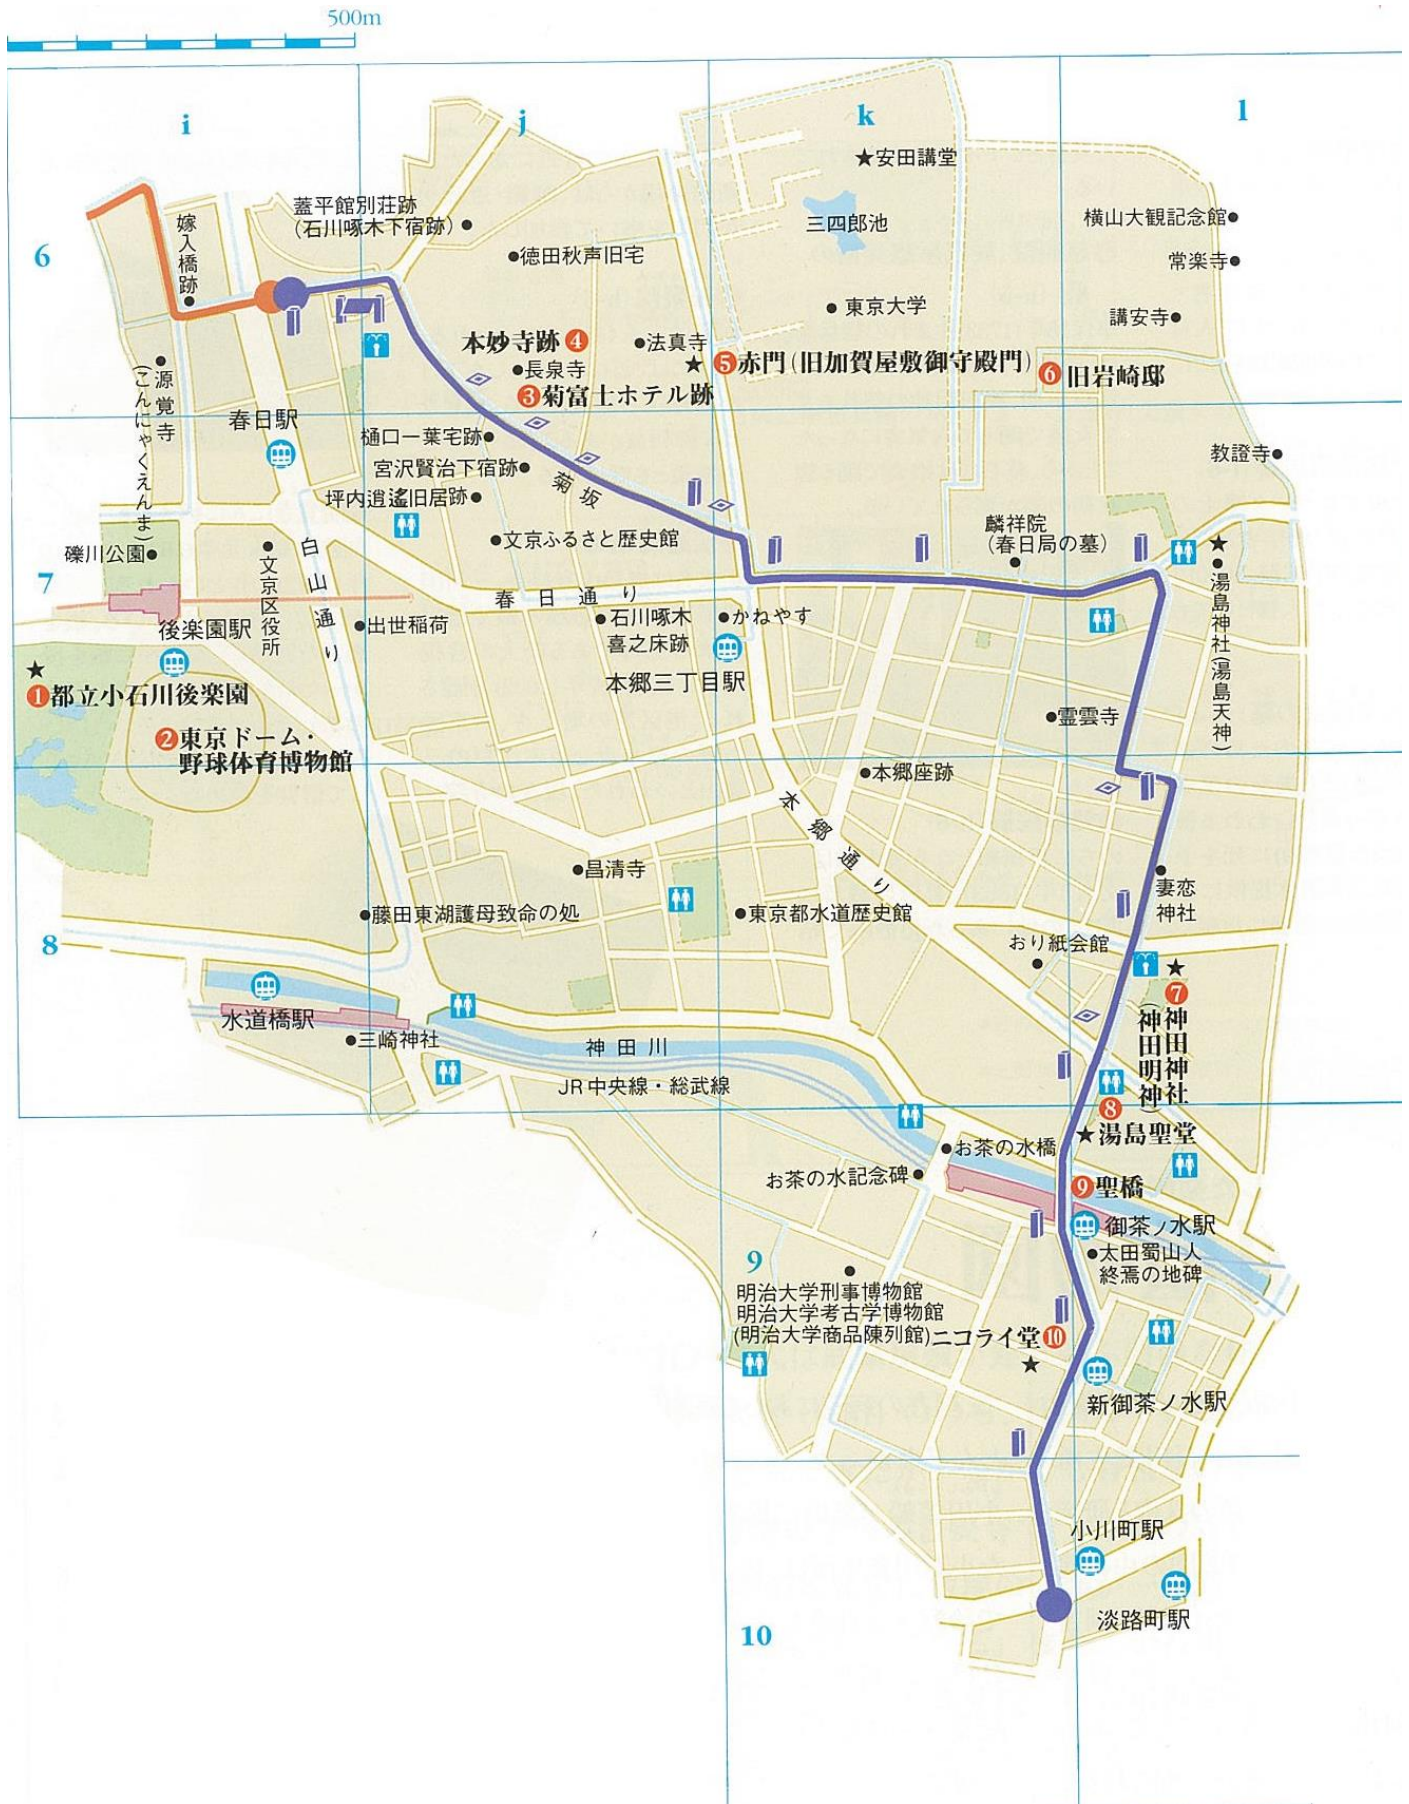 500m
i
j
k
l
6
7
8
9
10
★安田講堂
三四郎池
横山大観記念館●
常楽寺●
講安寺●
●東京大学
蓋平館別荘跡
(石川啄木下宿跡)●
●徳田秋声旧宅
嫁入橋跡
本妙寺跡❹
●法真寺
●長泉寺
❸菊富士ホテル跡
★
❺赤門(旧加賀屋敷御守殿門)
❻旧岩崎邸
●源覚寺
(こんにゃくえんま)
春日駅
樋口一葉宅跡●
宮沢賢治下宿跡●
坪内逍遙旧居跡●
菊坂
●文京ふるさと歴史館
教證寺●
麟祥院
(春日局の墓)
★
●湯島神社(湯島天神)
礫川公園●
●文京区役所
白山通り
春日通り
後楽園駅
●出世稲荷
●石川啄木
喜之床跡
●かねやす
本郷三丁目駅
★
❶都立小石川後楽園
❷東京ドーム・
野球体育博物館
●霊雲寺
●本郷座跡
本郷通り
●昌清寺
●藤田東湖護母致命の処
●東京都水道歴史館
●妻恋
神社
おり紙会館
★
❼神田神社
(神田明神)
水道橋駅
●三崎神社
神田川
JR中央線・総武線
❽
★湯島聖堂
●お茶の水橋
お茶の水記念碑●
❾聖橋
御茶ノ水駅
●太田蜀山人
終焉の地碑
明治大学刑事博物館
明治大学考古学博物館
(明治大学商品陳列館)
ニコライ堂❿
★
新御茶ノ水駅
小川町駅
淡路町駅